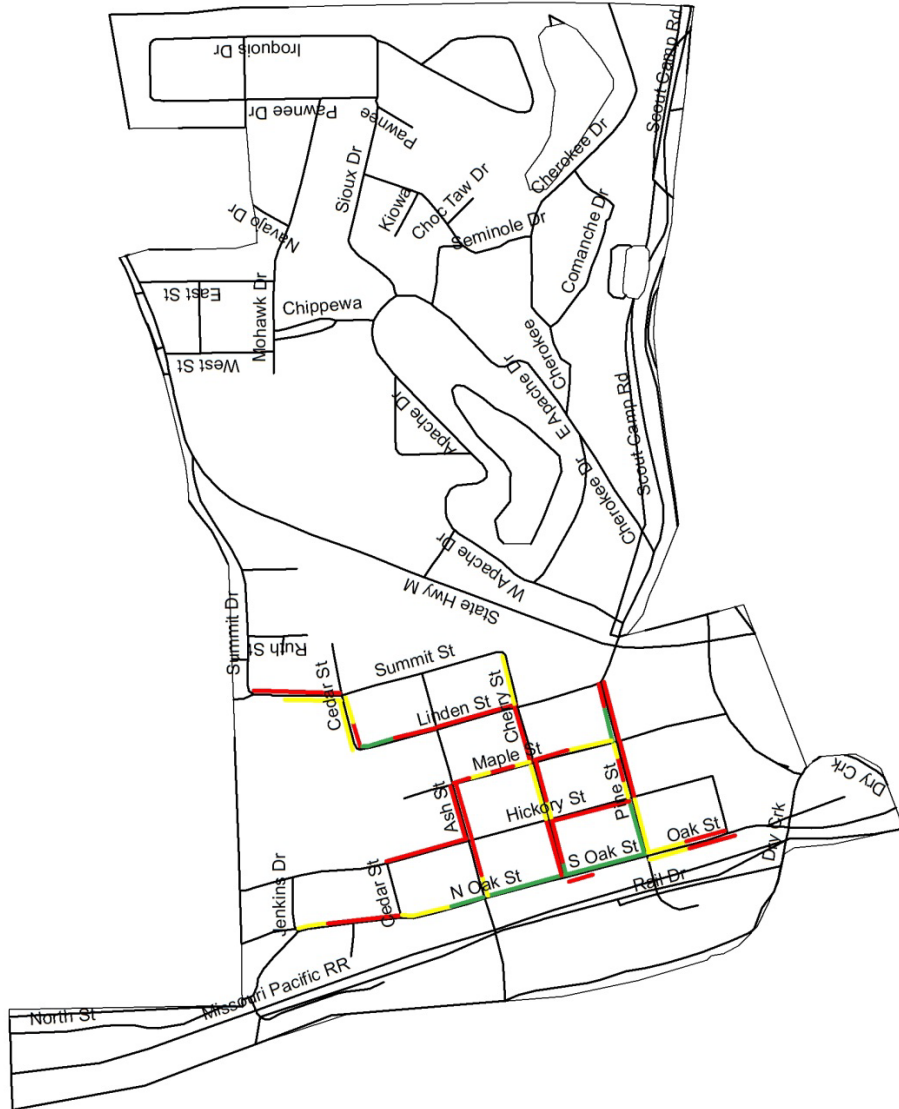 Iroquois Dr
Scout Camp Rd
Pawnee Dr
Pawnee Dr
Pawnee
Cherokee Dr
Sioux Dr
Kiowa
Choc Taw Dr
Navajo Dr
Seminole Dr
Comanche Dr
East St
Mohawk Dr
Chippewa
West St
Cherokee
E Apache Dr
Apache Dr
Scout Camp Rd
Cherokee Dr
W Apache Dr
State Hwy M
Summit Dr
Ruth St
Cedar St
Summit St
Linden St
Cherry St
Maple St
Pine St
Ash St
Hickory St
Dry Crk
Oak St
Dry Crk
S Oak St
Cedar St
N Oak St
Rail Dr
Jenkins Dr
Missouri Pacific RR
North St